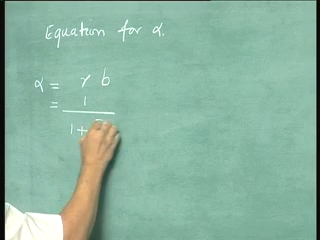 Equation for α.
α = r b
= 1
1 +